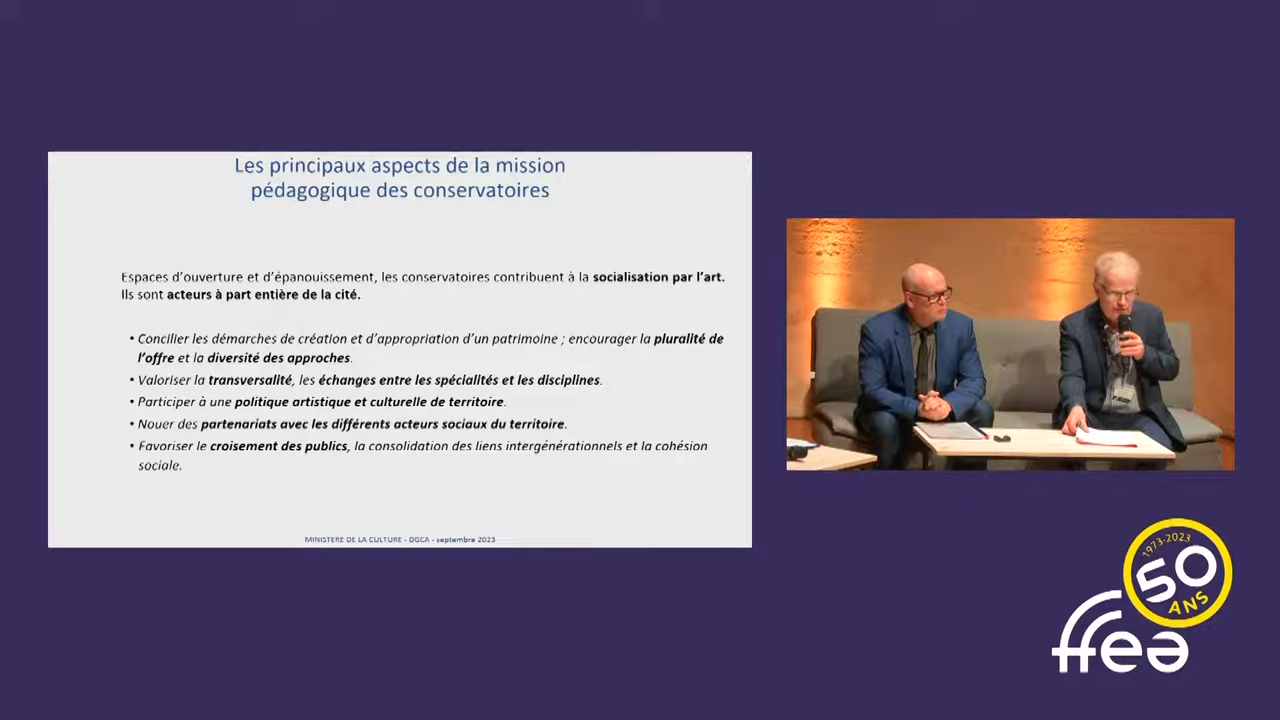 Les principaux aspects de la mission
pédagogique des conservatoires
Espaces d'ouverture et d'épanouissement, les conservatoires contribuent à la socialisation par l'art.
Ils sont acteurs à part entière de la cité.
• Concilier les démarches de création et d'appropriation d'un patrimoine ; encourager la pluralité de
l'offre et la diversité des approches.
• Valoriser la transversalité, les échanges entre les spécialités et les disciplines.
• Participer à une politique artistique et culturelle de territoire.
• Nouer des partenariats avec les différents acteurs sociaux du territoire.
• Favoriser le croisement des publics, la consolidation des liens intergénérationnels et la cohésion
sociale.
MINISTERE DE LA CULTURE - DGCA - septembre 2023
1973-2023
50
ANS
ffea